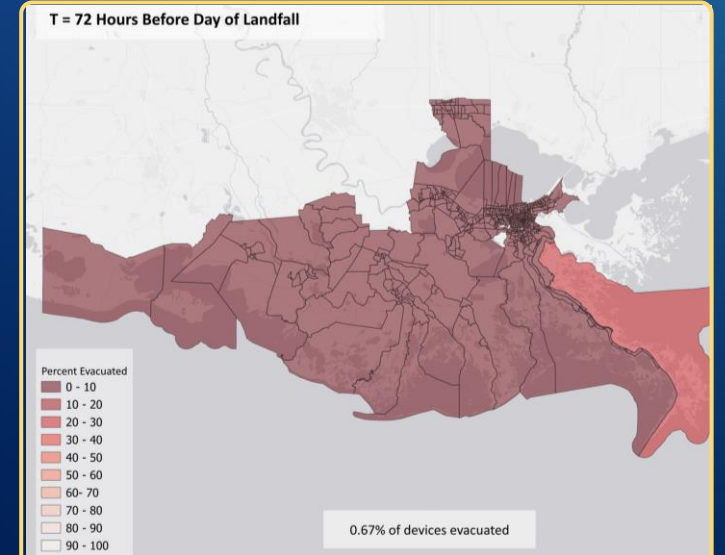 T = 72 Hours Before Day of Landfall
Percent Evacuated
0 - 10
10 - 20
20 - 30
30 - 40
40 - 50
50 - 60
60- 70
70 - 80
80 - 90
90 - 100
0.67% of devices evacuated